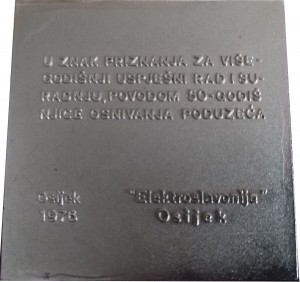 U ZNAK PRIZNANJA ZA VIŠE-
GODIŠNJI USPJEŠNI RAD I SU-
RADNJU, POVODOM 50-GODIŠ
NJICE OSNIVANJA PODUZEĆA
Osijek "Elektroslavonija"
1976 Osijek